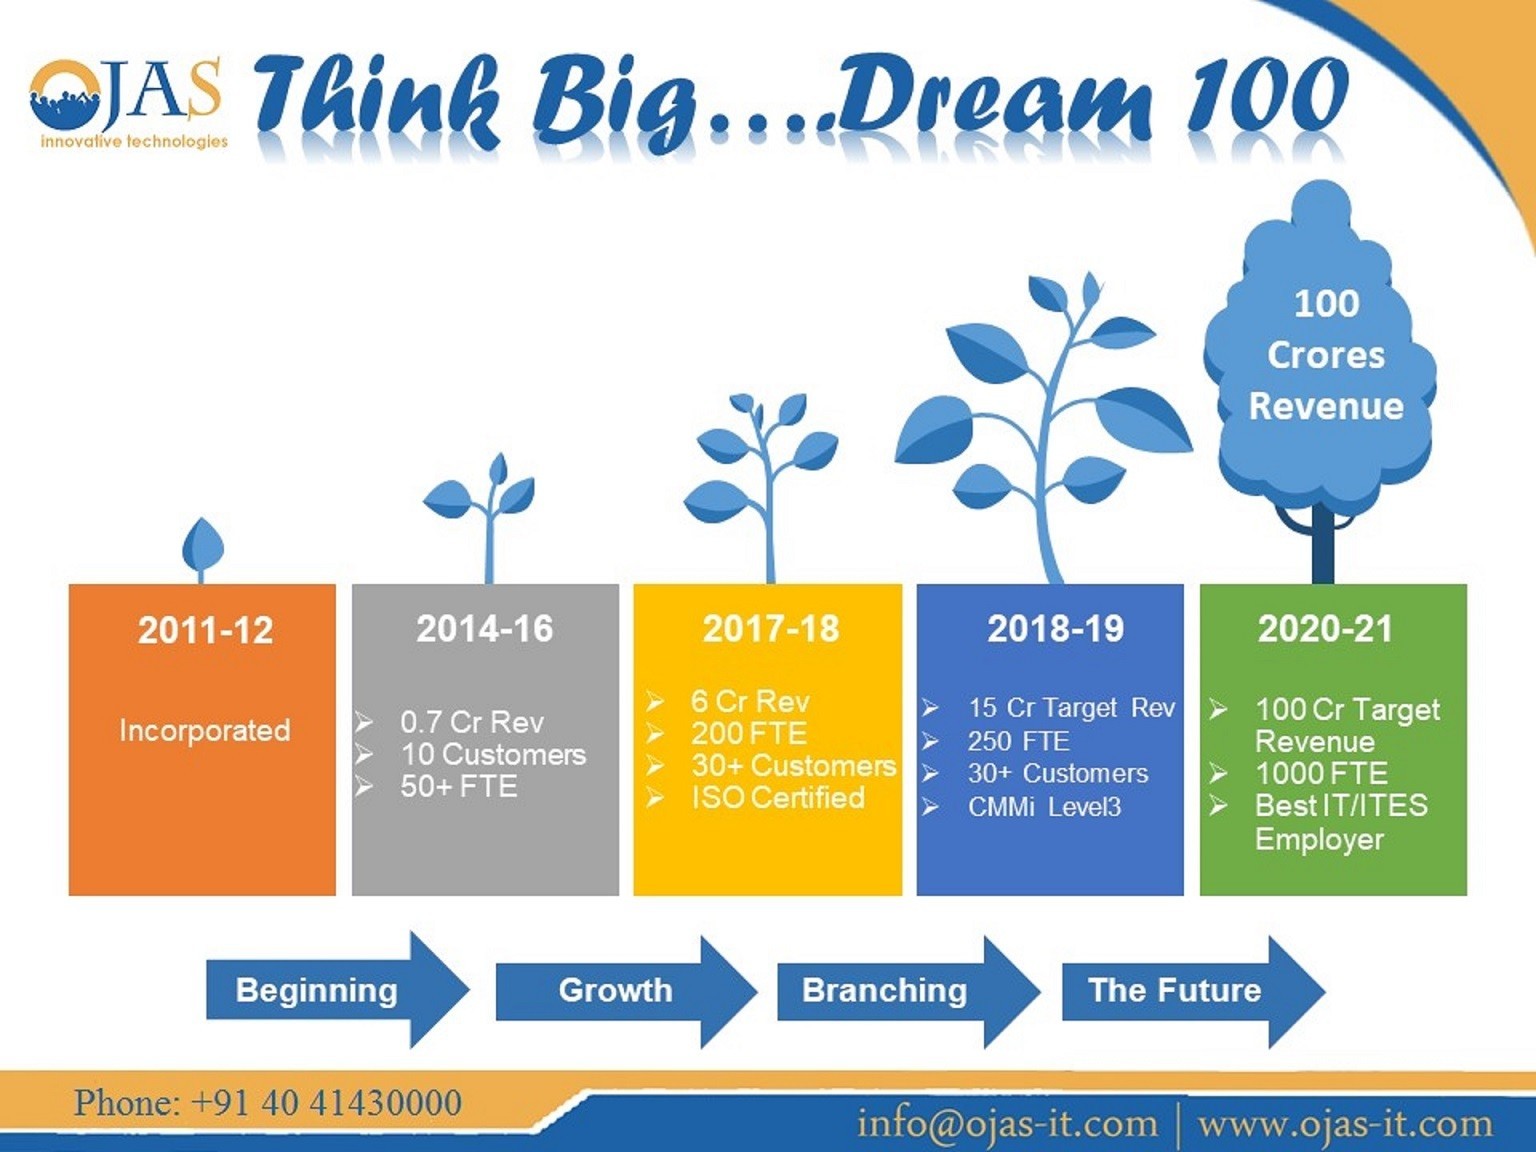 OJAS
innovative technologies
Think Big....Dream 100
100
Crores
Revenue
2011-12
Incorporated
2014-16
0.7 Cr Rev
10 Customers
50+ FTE
2017-18
6 Cr Rev
200 FTE
30+ Customers
ISO Certified
2018-19
15 Cr Target Rev
250 FTE
30+ Customers
CMMi Level3
2020-21
100 Cr Target
Revenue
1000 FTE
Best IT/ITES
Employer
Beginning
Growth
Branching
The Future
Phone: +91 40 41430000
info@ojas-it.com | www.ojas-it.com